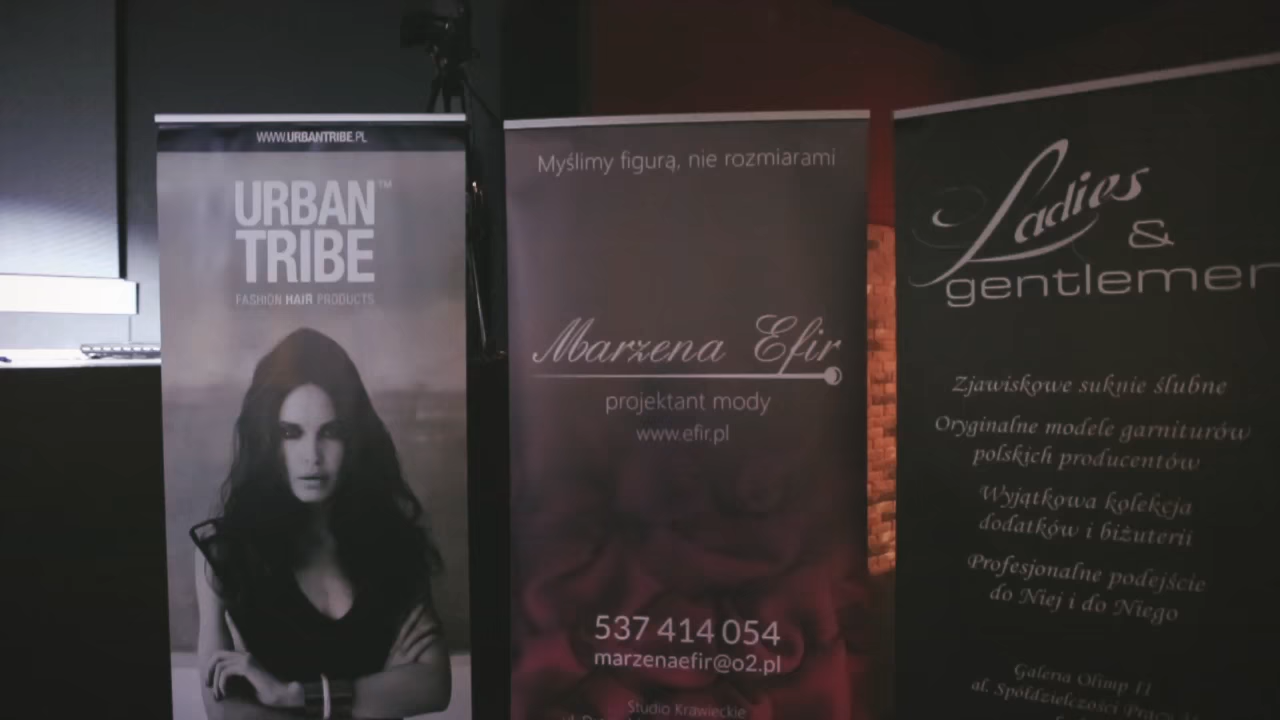 WWW.URBANTRIBE.PL
URBAN™
TRIBE
FASHION HAIR PRODUCTS
Myślimy figurą, nie rozmiarami
Marzena Efir
projektant mody
www.efir.pl
537 414 054
marzenaefir@o2.pl
Studio Krawieckie
Ladies
&
gentlemen
Zjawiskowe suknie ślubne
Oryginalne modele garniturów
polskich producentów
Wyjątkowa kolekcja
dodatków i biżuterii
Profesjonalne podejście
do Niej i do Niego
Galeria Olimp II
al. Spółdzielczości Pracy